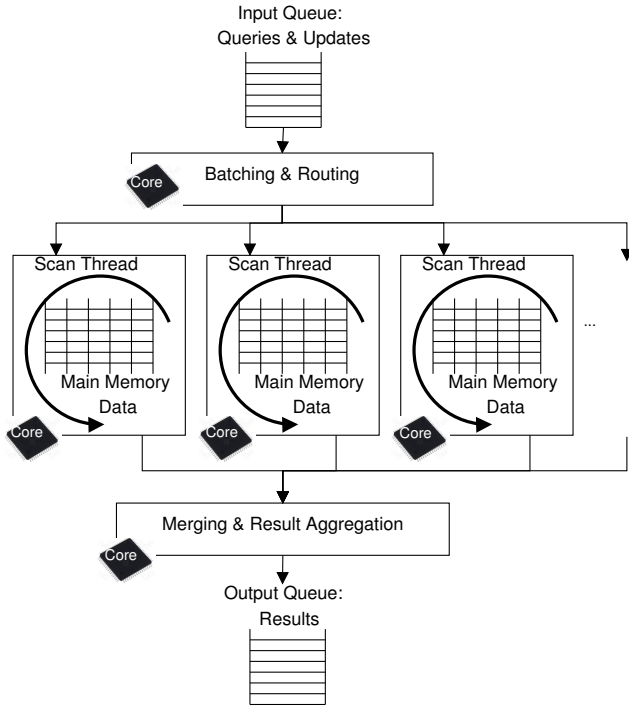 Input Queue:
Queries & Updates
Core
Batching & Routing
Scan Thread
Scan Thread
Scan Thread
...
Main Memory
Data
Main Memory
Data
Main Memory
Data
Core
Core
Core
Merging & Result Aggregation
Core
Output Queue:
Results